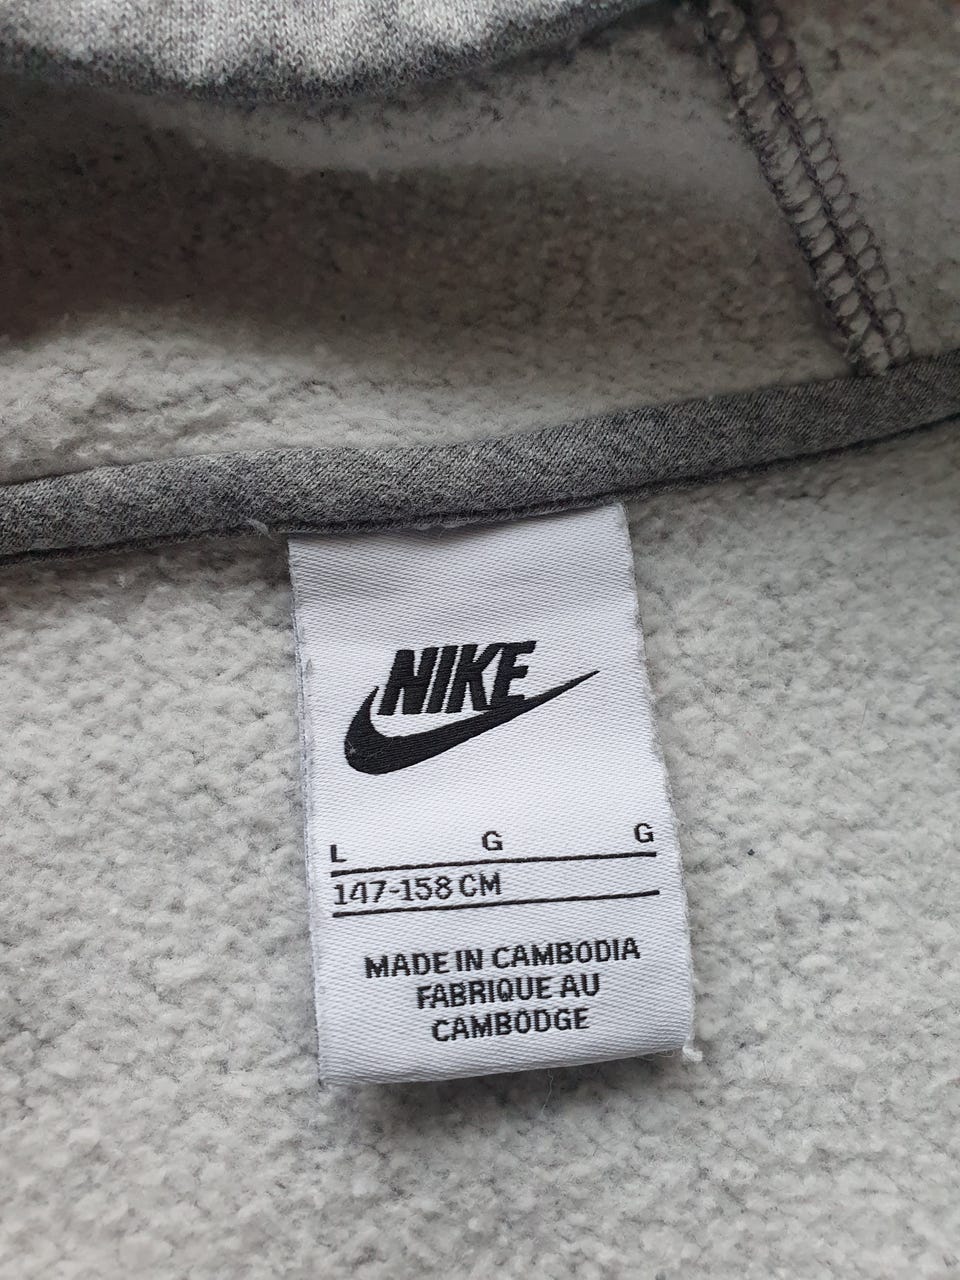 NIKE
L G G
147-158 CM
MADE IN CAMBODIA
FABRIQUE AU
CAMBODGE